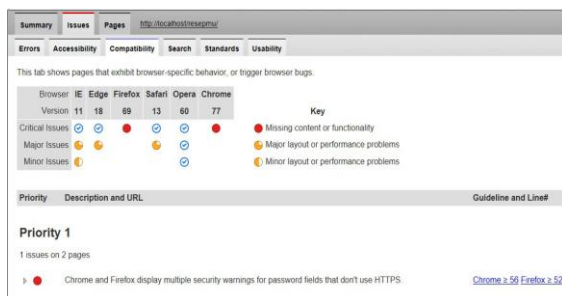 Summary Issues Pages http://localhost/resepmu/
Errors Accessibility Compatibility Search Standards Usability
This tab shows pages that exhibit browser-specific behavior, or trigger browser bugs.
Browser IE Edge Firefox Safari Opera Chrome
Version 11 18 69 13 60 77 Key
Critical Issues Missing content or functionality
Major Issues Major layout or performance problems
Minor Issues Minor layout or performance problems
Priority Description and URL Guideline and Line#
Priority 1
1 issues on 2 pages
Chrome and Firefox display multiple security warnings for password fields that don't use HTTPS. Chrome ≥ 56 Firefox ≥ 52